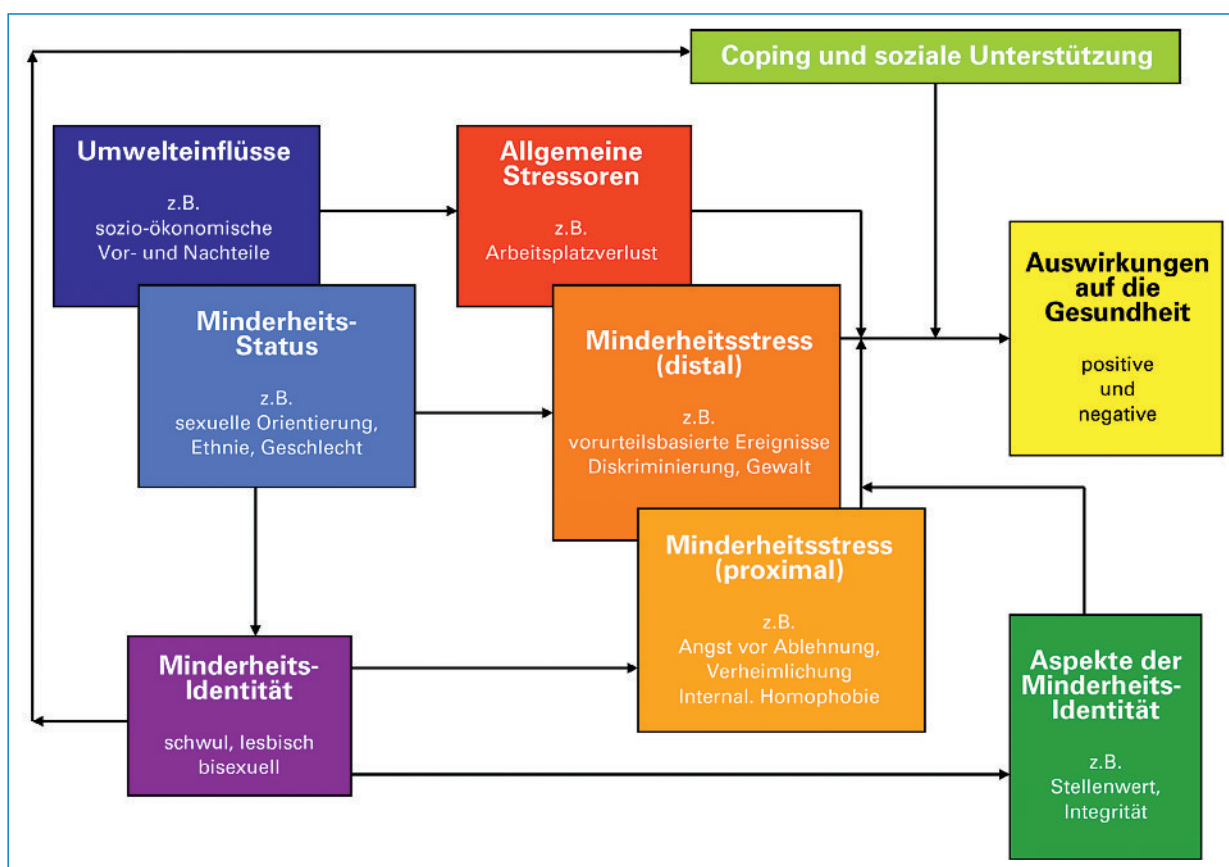 Coping und soziale Unterstützung
Umwelteinflüsse
z.B.
sozio-ökonomische
Vor- und Nachteile
Allgemeine
Stressoren
z.B.
Arbeitsplatzverlust
Auswirkungen
auf die
Gesundheit
positive
und
negative
Minderheits-
Status
z.B.
sexuelle Orientierung,
Ethnie, Geschlecht
Minderheitsstress
(distal)
z.B.
vorurteilsbasierte Ereignisse
Diskriminierung, Gewalt
Minderheitsstress
(proximal)
z.B.
Angst vor Ablehnung,
Verheimlichung
Internal. Homophobie
Minderheits-
Identität
schwul, lesbisch
bisexuell
Aspekte der
Minderheits-
Identität
z.B.
Stellenwert,
Integrität